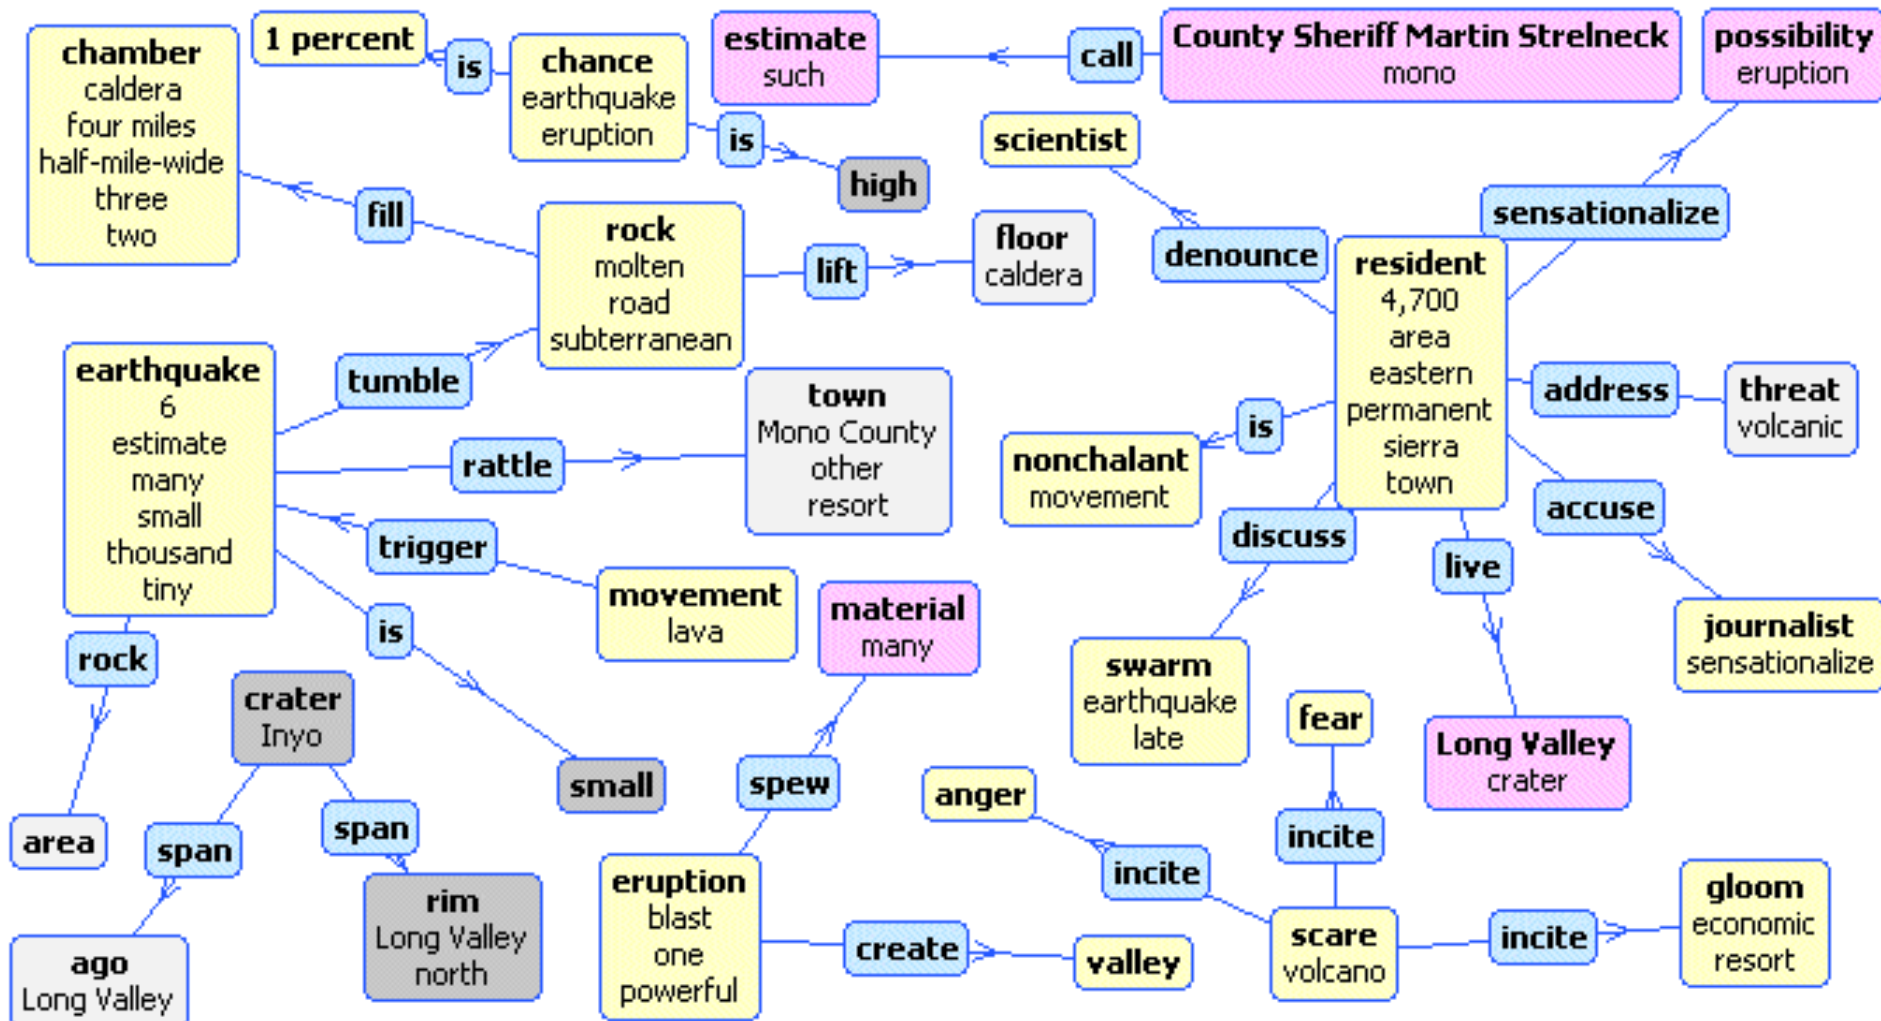 chamber
caldera
four miles
half-mile-wide
three
two
1 percent
is
chance
earthquake
eruption
is
high
estimate
such
call
County Sheriff Martin Strelneck
mono
possibility
eruption
scientist
denounce
sensationalize
fill
rock
molten
road
subterranean
lift
floor
caldera
resident
4,700
area
eastern
permanent
sierra
town
address
threat
volcanic
earthquake
6
estimate
many
small
thousand
tiny
tumble
rattle
town
Mono County
other
resort
is
nonchalant
movement
accuse
journalist
sensationalize
trigger
movement
lava
discuss
swarm
earthquake
late
live
Long Valley
crater
rock
area
is
small
crater
Inyo
span
ago
Long Valley
span
rim
Long Valley
north
material
many
spew
eruption
blast
one
powerful
create
valley
anger
incite
fear
incite
scare
volcano
incite
gloom
economic
resort